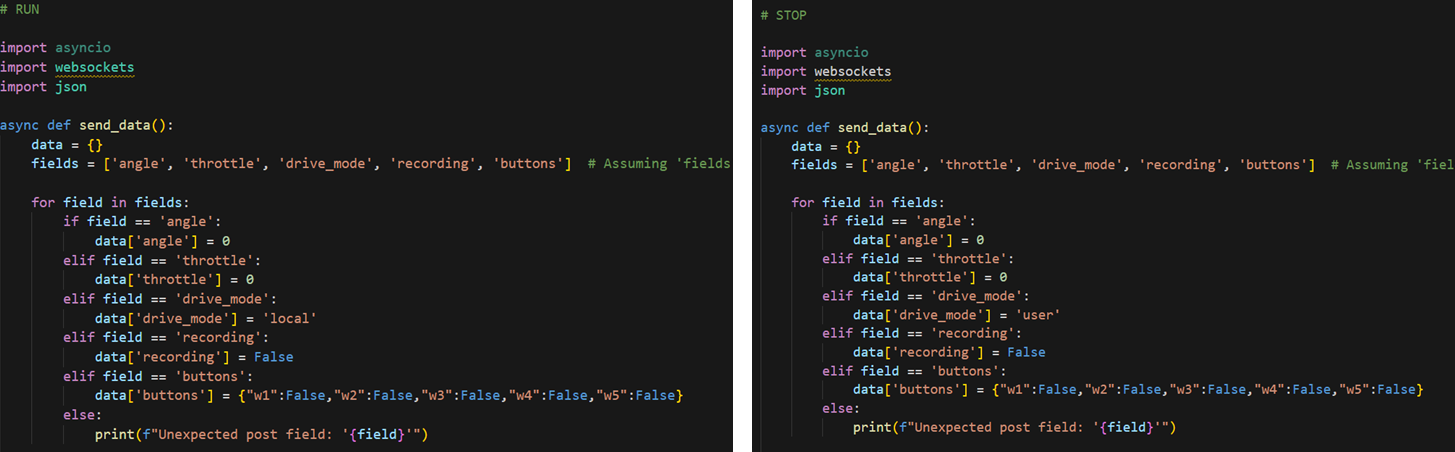 # RUN
import asyncio
import websockets
import json
async def send_data():
data = {}
fields = ['angle', 'throttle', 'drive_mode', 'recording', 'buttons']  # Assuming 'fields
for field in fields:
if field == 'angle':
data['angle'] = 0
elif field == 'throttle':
data['throttle'] = 0
elif field == 'drive_mode':
data['drive_mode'] = 'local'
elif field == 'recording':
data['recording'] = False
elif field == 'buttons':
data['buttons'] = {"w1":False,"w2":False,"w3":False,"w4":False,"w5":False}
else:
print(f"Unexpected post field: '{field}'")
# STOP
import asyncio
import websockets
import json
async def send_data():
data = {}
fields = ['angle', 'throttle', 'drive_mode', 'recording', 'buttons']  # Assuming 'fiel
for field in fields:
if field == 'angle':
data['angle'] = 0
elif field == 'throttle':
data['throttle'] = 0
elif field == 'drive_mode':
data['drive_mode'] = 'user'
elif field == 'recording':
data['recording'] = False
elif field == 'buttons':
data['buttons'] = {"w1":False,"w2":False,"w3":False,"w4":False,"w5":False}
else:
print(f"Unexpected post field: '{field}'")